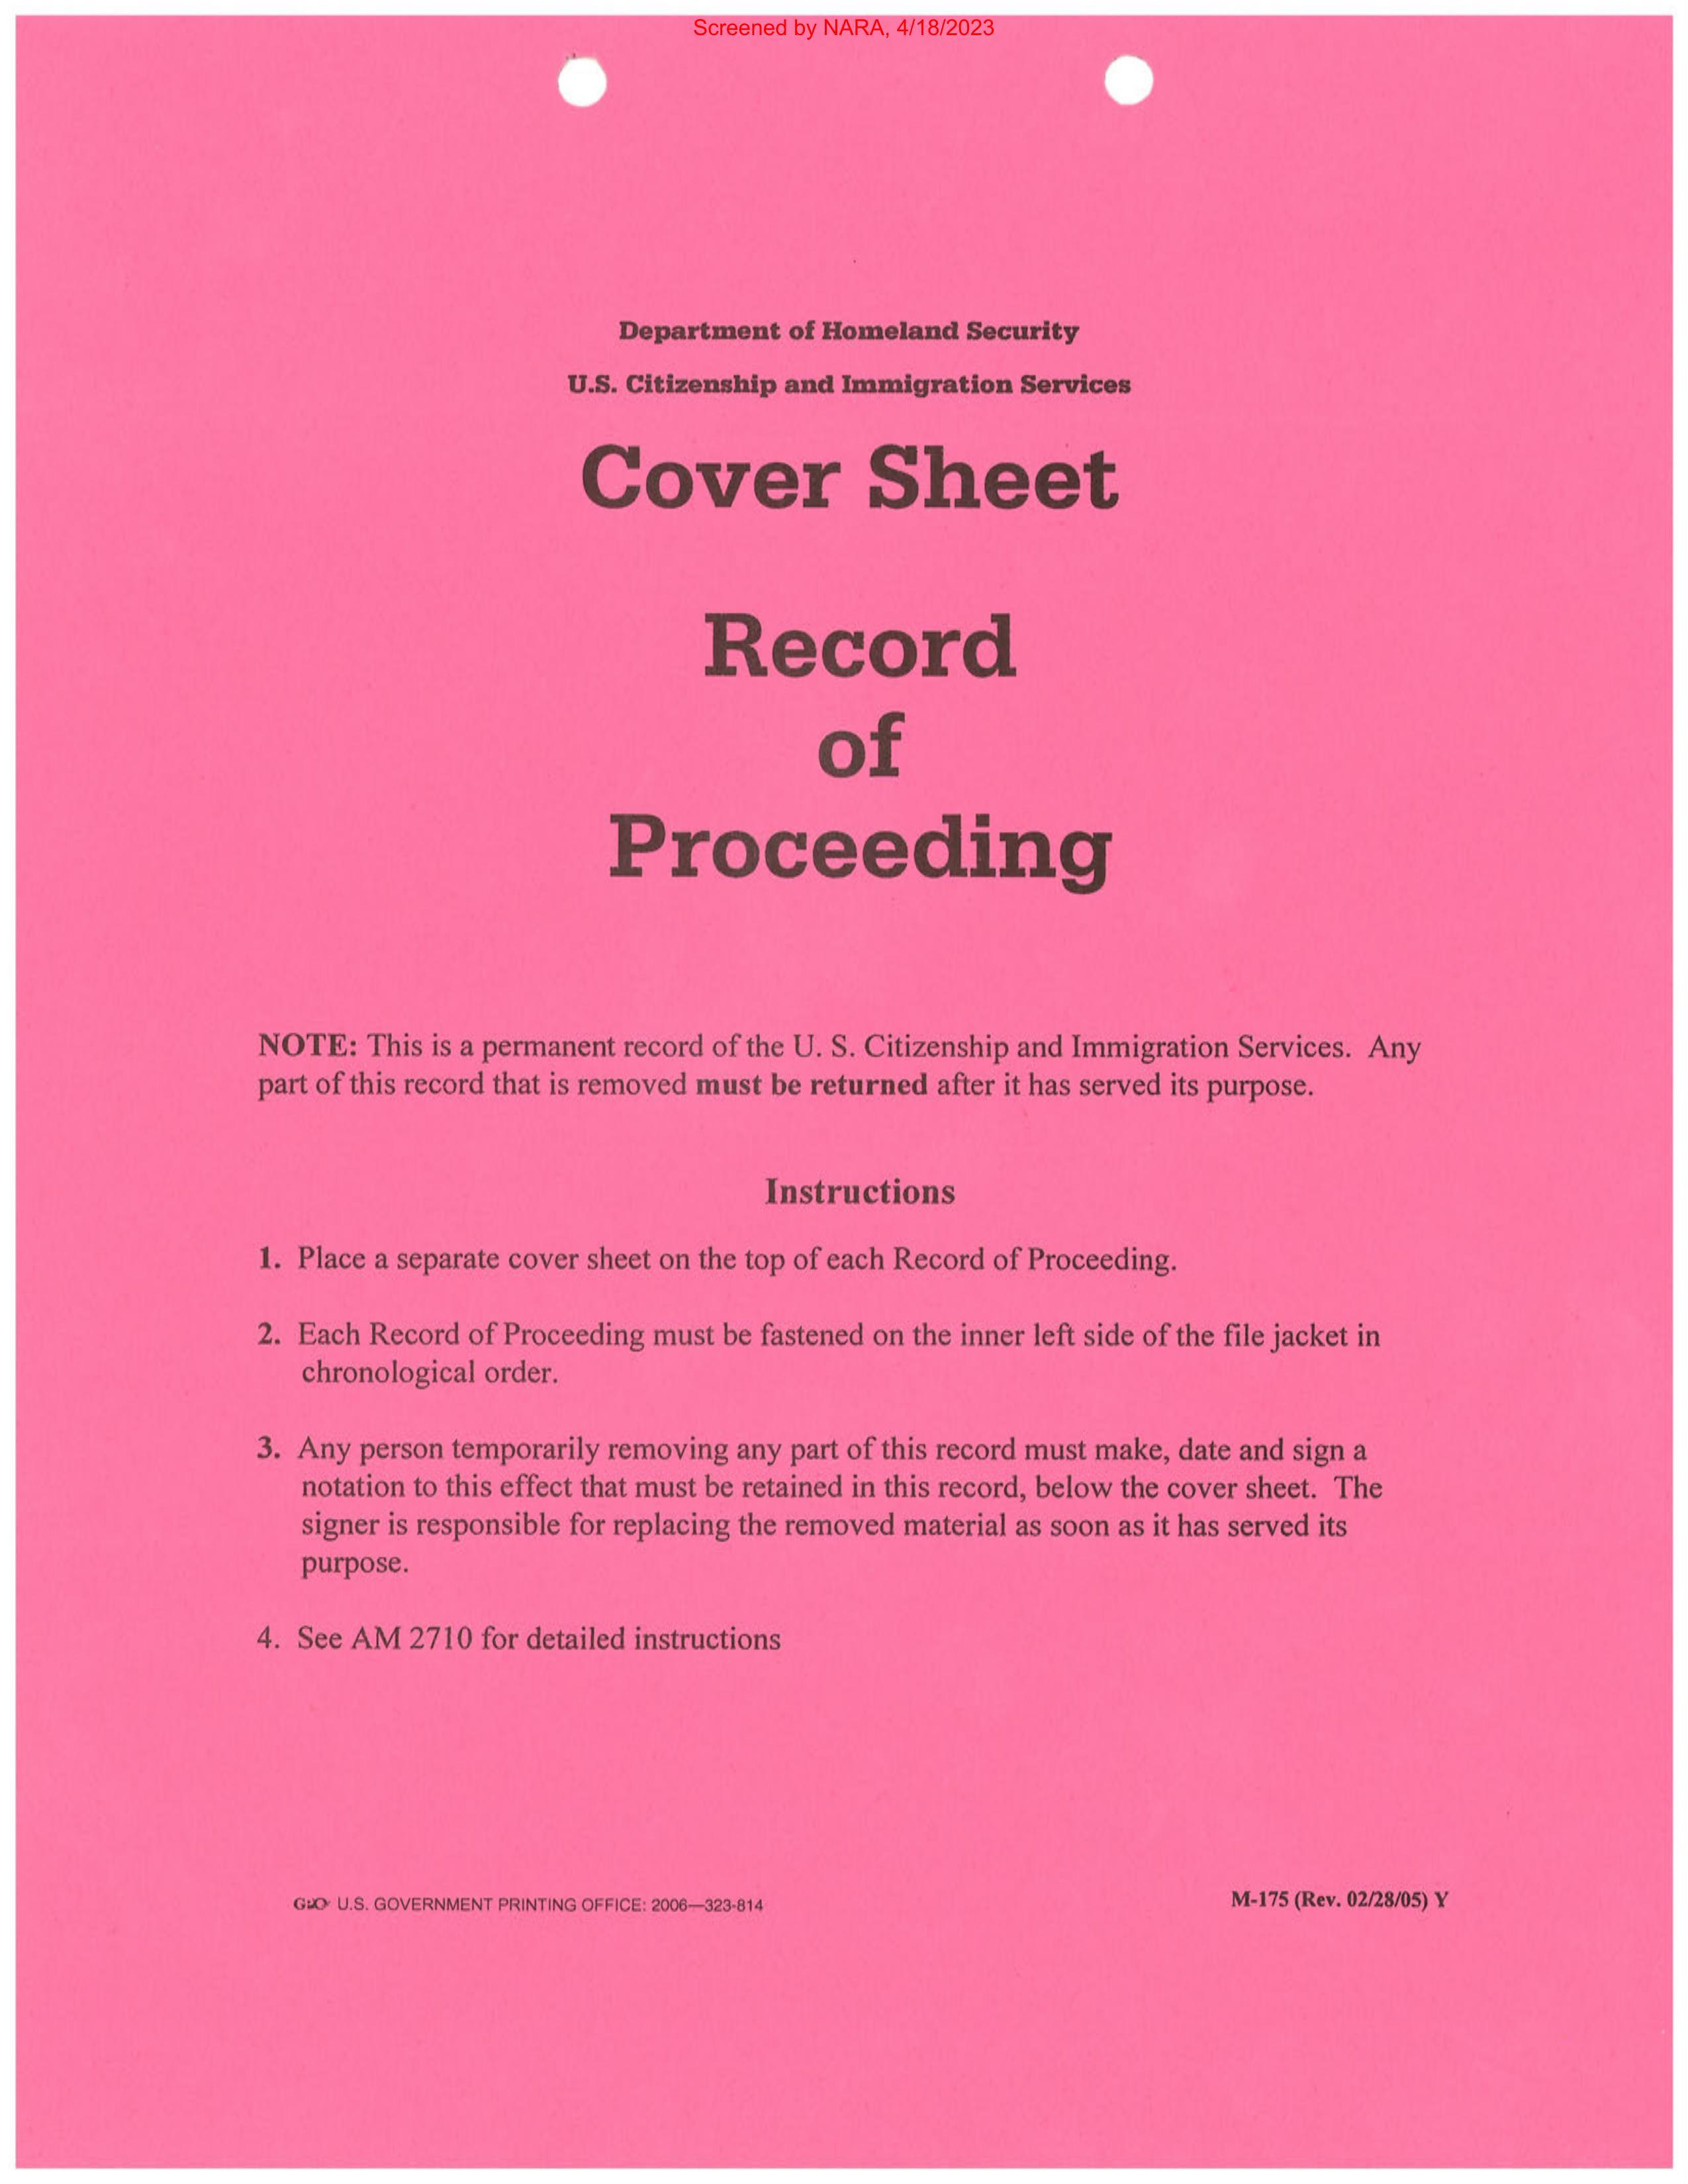 Screened by NARA, 4/18/2023
Department of Homeland Security
U.S. Citizenship and Immigration Services
Cover Sheet
Record
of
Proceeding
NOTE: This is a permanent record of the U. S. Citizenship and Immigration Services. Any
part of this record that is removed must be returned after it has served its purpose.
Instructions
1. Place a separate cover sheet on the top of each Record of Proceeding.
2. Each Record of Proceeding must be fastened on the inner left side of the file jacket in
chronological order.
3. Any person temporarily removing any part of this record must make, date and sign a
notation to this effect that must be retained in this record, below the cover sheet. The
signer is responsible for replacing the removed material as soon as it has served its
purpose.
4. See AM 2710 for detailed instructions
GPO U.S. GOVERNMENT PRINTING OFFICE: 2006—323-814
M-175 (Rev. 02/28/05) Y